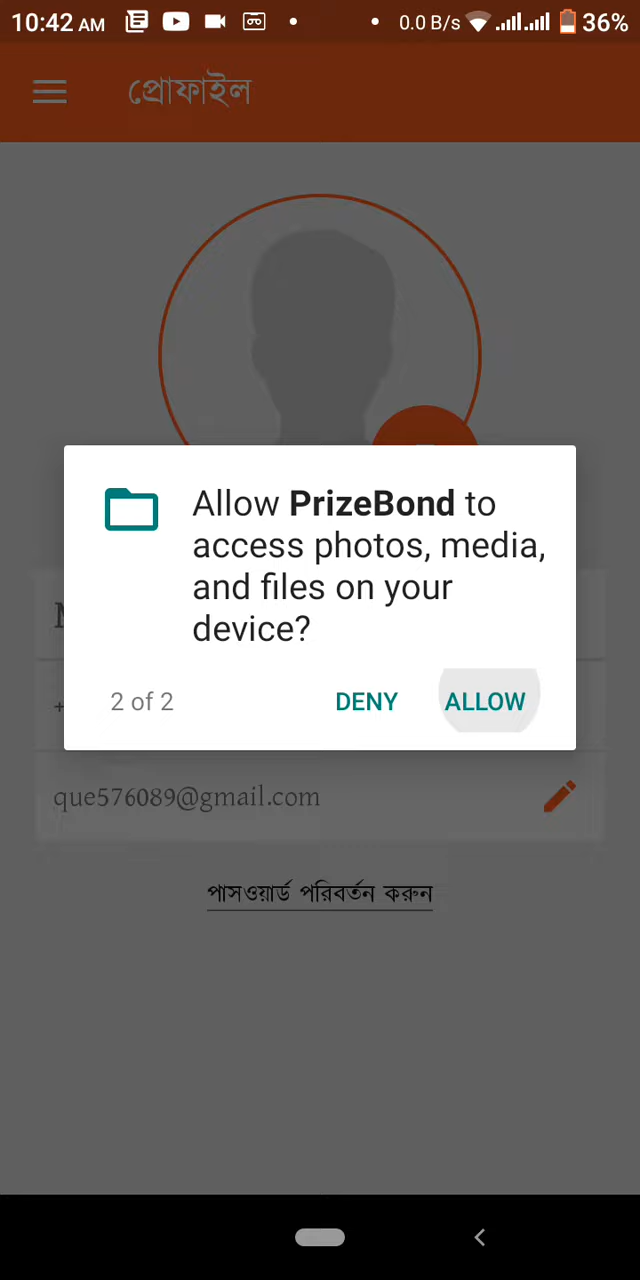 10:42 AM
0.0 B/s
36%
প্রোফাইল
Allow PrizeBond to
access photos, media,
and files on your
device?
2 of 2
DENY
ALLOW
+
que576089@gmail.com
পাসওয়ার্ড পরিবর্তন করুন